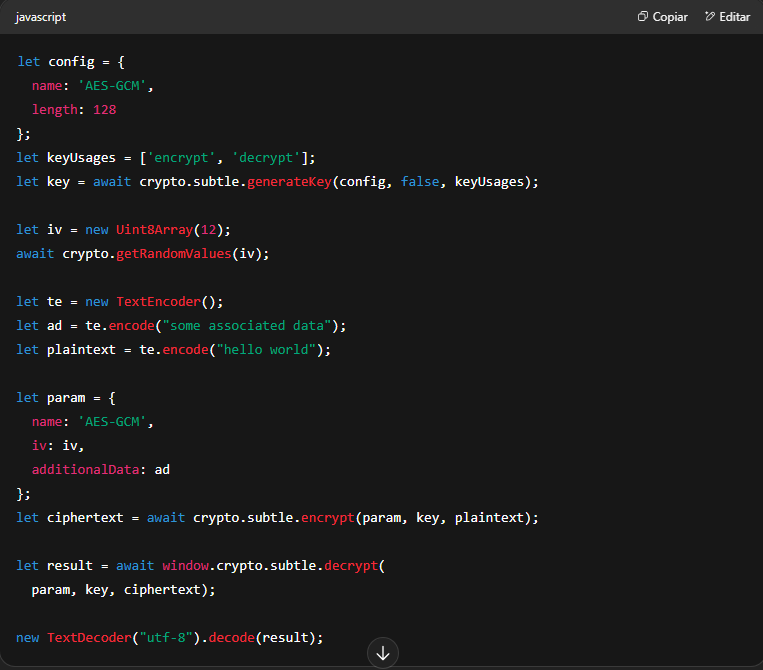 javascript
Copiar
Editar
let config = {
  name: 'AES-GCM',
  length: 128
};
let keyUsages = ['encrypt', 'decrypt'];
let key = await crypto.subtle.generateKey(config, false, keyUsages);
let iv = new Uint8Array(12);
await crypto.getRandomValues(iv);
let te = new TextEncoder();
let ad = te.encode("some associated data");
let plaintext = te.encode("hello world");
let param = {
  name: 'AES-GCM',
  iv: iv,
  additionalData: ad
};
let ciphertext = await crypto.subtle.encrypt(param, key, plaintext);
let result = await window.crypto.subtle.decrypt(
  param, key, ciphertext);
new TextDecoder("utf-8").decode(result);